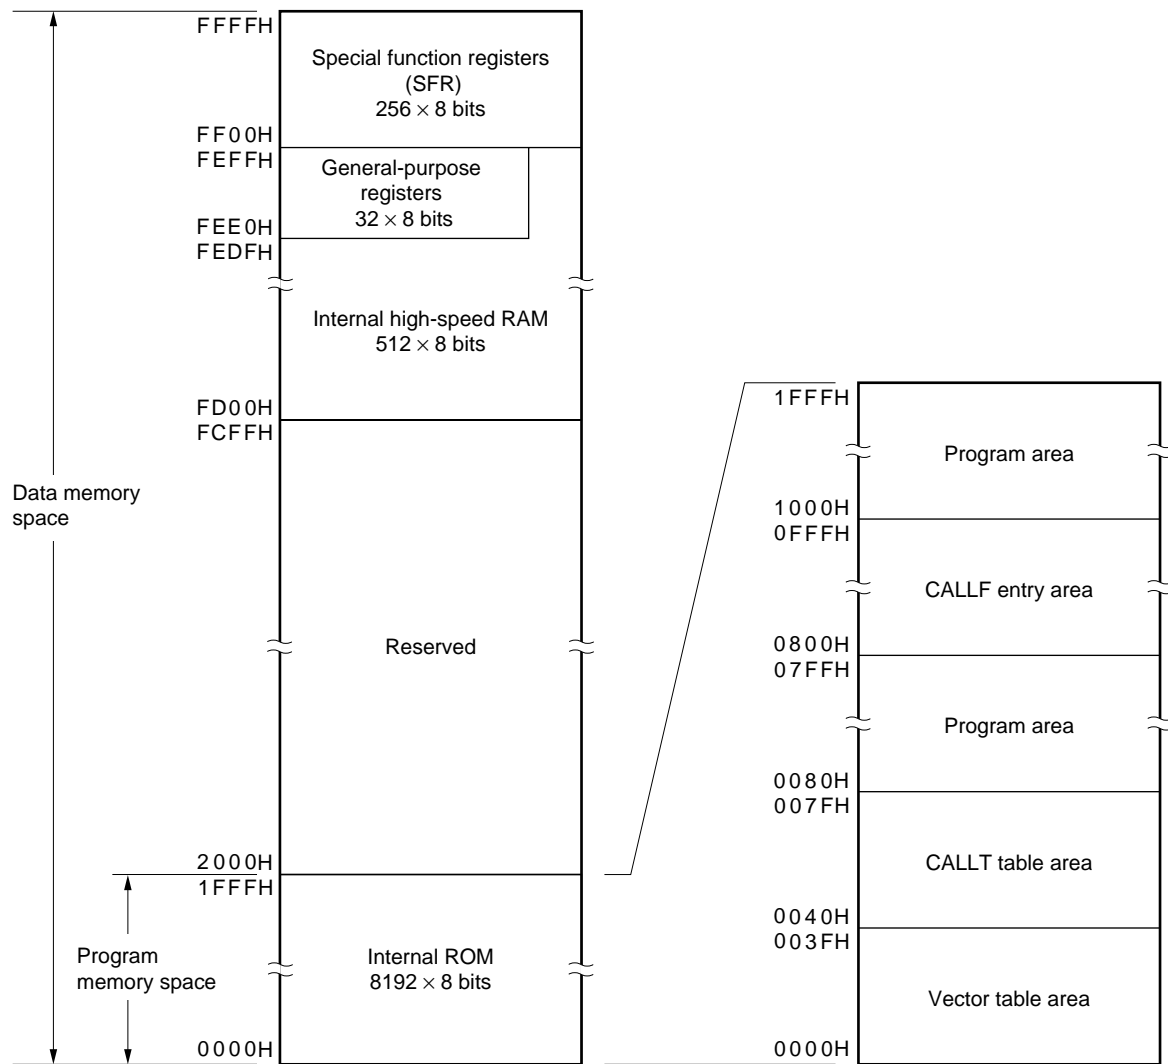 FFFFH
Special function registers
(SFR)
256 × 8 bits
FF00H
FEFFH
General-purpose
registers
32 × 8 bits
FEE0H
FEDFH
Internal high-speed RAM
512 × 8 bits
FD00H
FCFFH
Data memory
space
Reserved
2000H
1FFFH
Program
memory space
Internal ROM
8192 × 8 bits
0000H
1FFFH
Program area
1000H
0FFFH
CALLF entry area
0800H
07FFH
Program area
0080H
007FH
CALLT table area
0040H
003FH
Vector table area
0000H